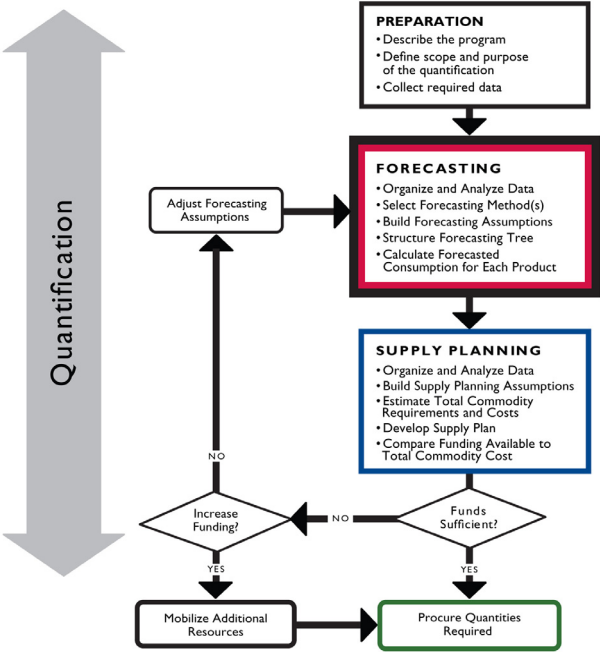 Quantification
PREPARATION
• Describe the program
• Define scope and purpose
of the quantification
• Collect required data
FORECASTING
• Organize and Analyze Data
• Select Forecasting Method(s)
• Build Forecasting Assumptions
• Structure Forecasting Tree
• Calculate Forecasted
Consumption for Each Product
Adjust Forecasting
Assumptions
SUPPLY PLANNING
• Organize and Analyze Data
• Build Supply Planning Assumptions
• Estimate Total Commodity
Requirements and Costs
• Develop Supply Plan
• Compare Funding Available to
Total Commodity Cost
NO
Increase
Funding?
NO
Funds
Sufficient?
YES
YES
Mobilize Additional
Resources
Procure Quantities
Required